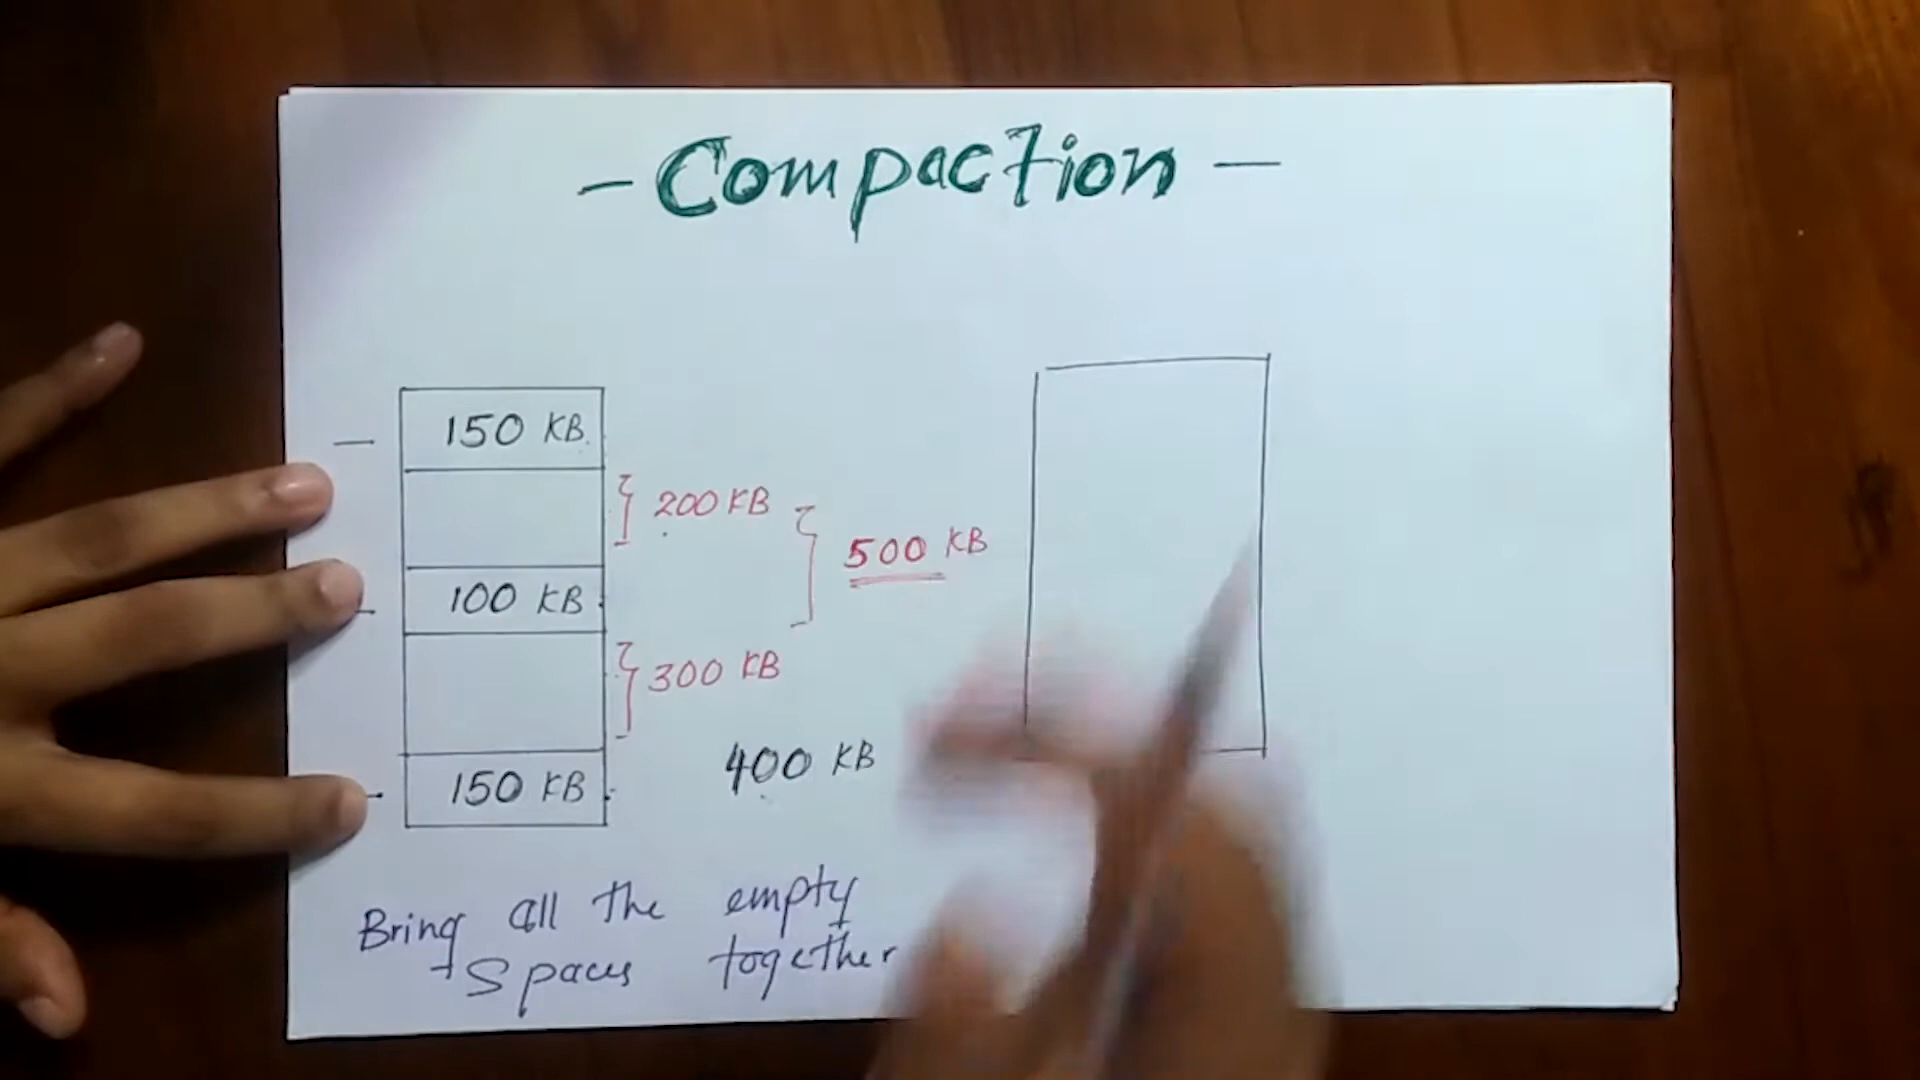 - Compaction -
150 KB
200 KB
500 KB
100 KB
300 KB
400 KB
150 KB
Bring all the empty
spaces together